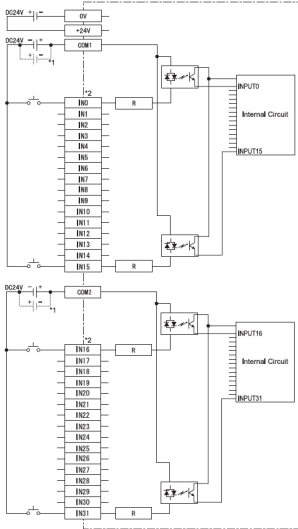 DC24V + − 0V
+24V
DC24V − + COM1
+ − *1
*2
IN0 R
INPUT0
IN1
IN2
IN3
IN4
IN5
IN6
IN7
IN8
IN9
IN10
IN11
IN12
IN13
IN14
IN15 R
Internal Circuit
INPUT15
DC24V − + COM2
+ − *1
*2
IN16 R
INPUT16
IN17
IN18
IN19
IN20
IN21
IN22
IN23
IN24
IN25
IN26
IN27
IN28
IN29
IN30
IN31 R
Internal Circuit
INPUT31